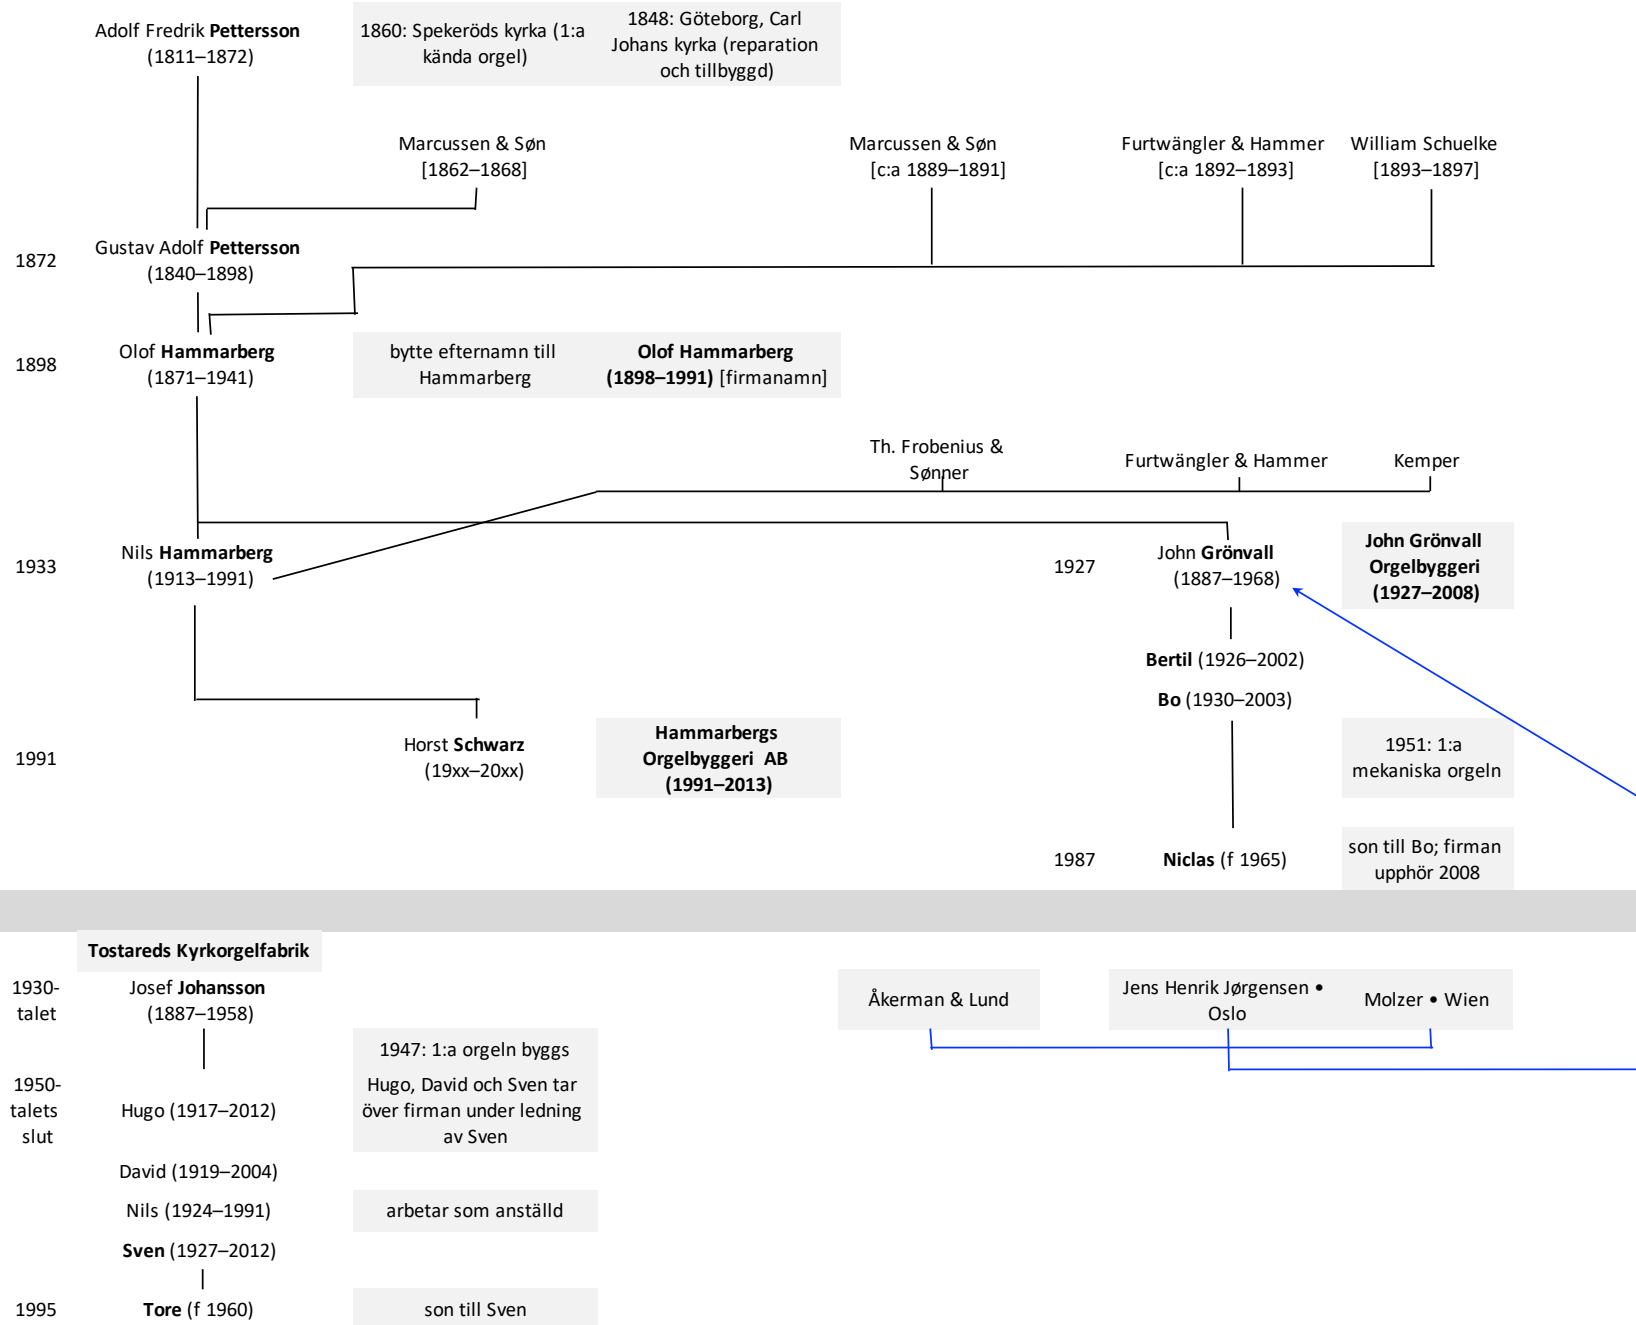 Adolf Fredrik Pettersson
(1811–1872)
1860: Spekeröds kyrka (1:a
kända orgel)
1848: Göteborg, Carl
Johans kyrka (reparation
och tillbyggd)
Marcussen & Søn
[1862–1868]
Marcussen & Søn
[c:a 1889–1891]
Furtwängler & Hammer
[c:a 1892–1893]
William Schuelke
[1893–1897]
1872
Gustav Adolf Pettersson
(1840–1898)
1898
Olof Hammarberg
(1871–1941)
bytte efternamn till
Hammarberg
Olof Hammarberg
(1898–1991) [firmanamn]
Th. Frobenius &
Sønner
Furtwängler & Hammer
Kemper
1933
Nils Hammarberg
(1913–1991)
1927
John Grönvall
(1887–1968)
John Grönvall
Orgelbyggeri
(1927–2008)
Bertil (1926–2002)
Bo (1930–2003)
1991
Horst Schwarz
(19xx–20xx)
Hammarbergs
Orgelbyggeri AB
(1991–2013)
1951: 1:a
mekaniska orgeln
1987
Niclas (f 1965)
son till Bo; firman
upphör 2008
Tostareds Kyrkorgelfabrik
1930-
talet
Josef Johansson
(1887–1958)
Åkerman & Lund
Jens Henrik Jørgensen •
Oslo
Molzer • Wien
1947: 1:a orgeln byggs
1950-
talets
slut
Hugo (1917–2012)
Hugo, David och Sven tar
över firman under ledning
av Sven
David (1919–2004)
Nils (1924–1991)
arbetar som anställd
Sven (1927–2012)
1995
Tore (f 1960)
son till Sven